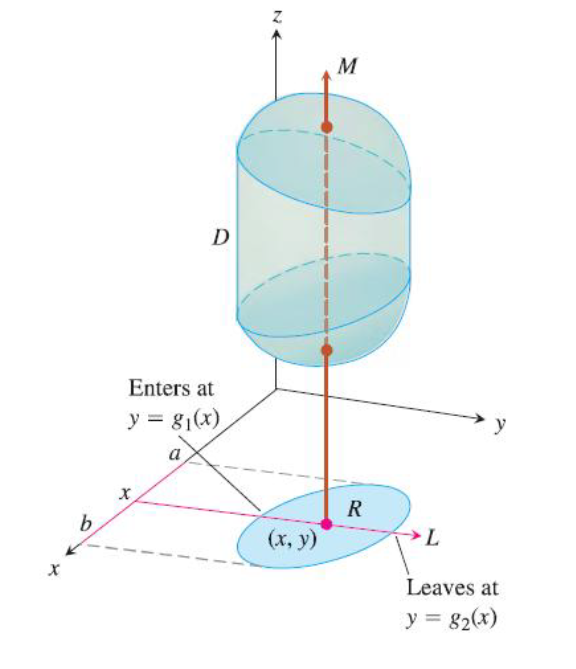 z
M
D
Enters at
y = g₁(x)
y
a
x
R
b
(x, y)
L
x
Leaves at
y = g₂(x)